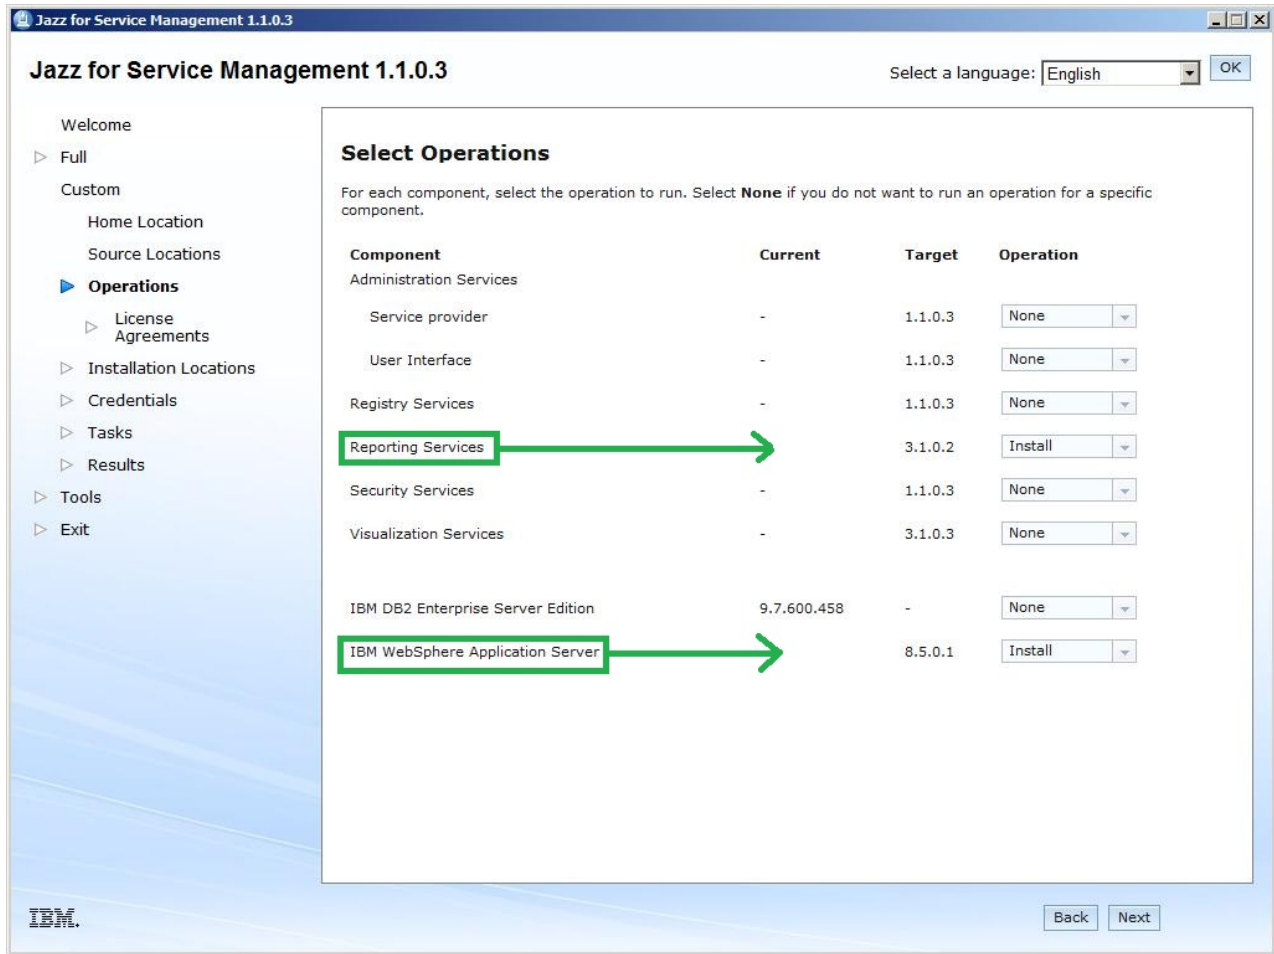 Jazz for Service Management 1.1.0.3
Jazz for Service Management 1.1.0.3
Select a language: English OK
Welcome
Full
Custom
Home Location
Source Locations
Operations
License
Agreements
Installation Locations
Credentials
Tasks
Results
Tools
Exit
Select Operations
For each component, select the operation to run. Select None if you do not want to run an operation for a specific
component.
Component Current Target Operation
Administration Services
Service provider - 1.1.0.3 None
User Interface - 1.1.0.3 None
Registry Services - 1.1.0.3 None
Reporting Services 3.1.0.2 Install
Security Services - 1.1.0.3 None
Visualization Services - 3.1.0.3 None
IBM DB2 Enterprise Server Edition 9.7.600.458 - None
IBM WebSphere Application Server 8.5.0.1 Install
IBM.
Back Next